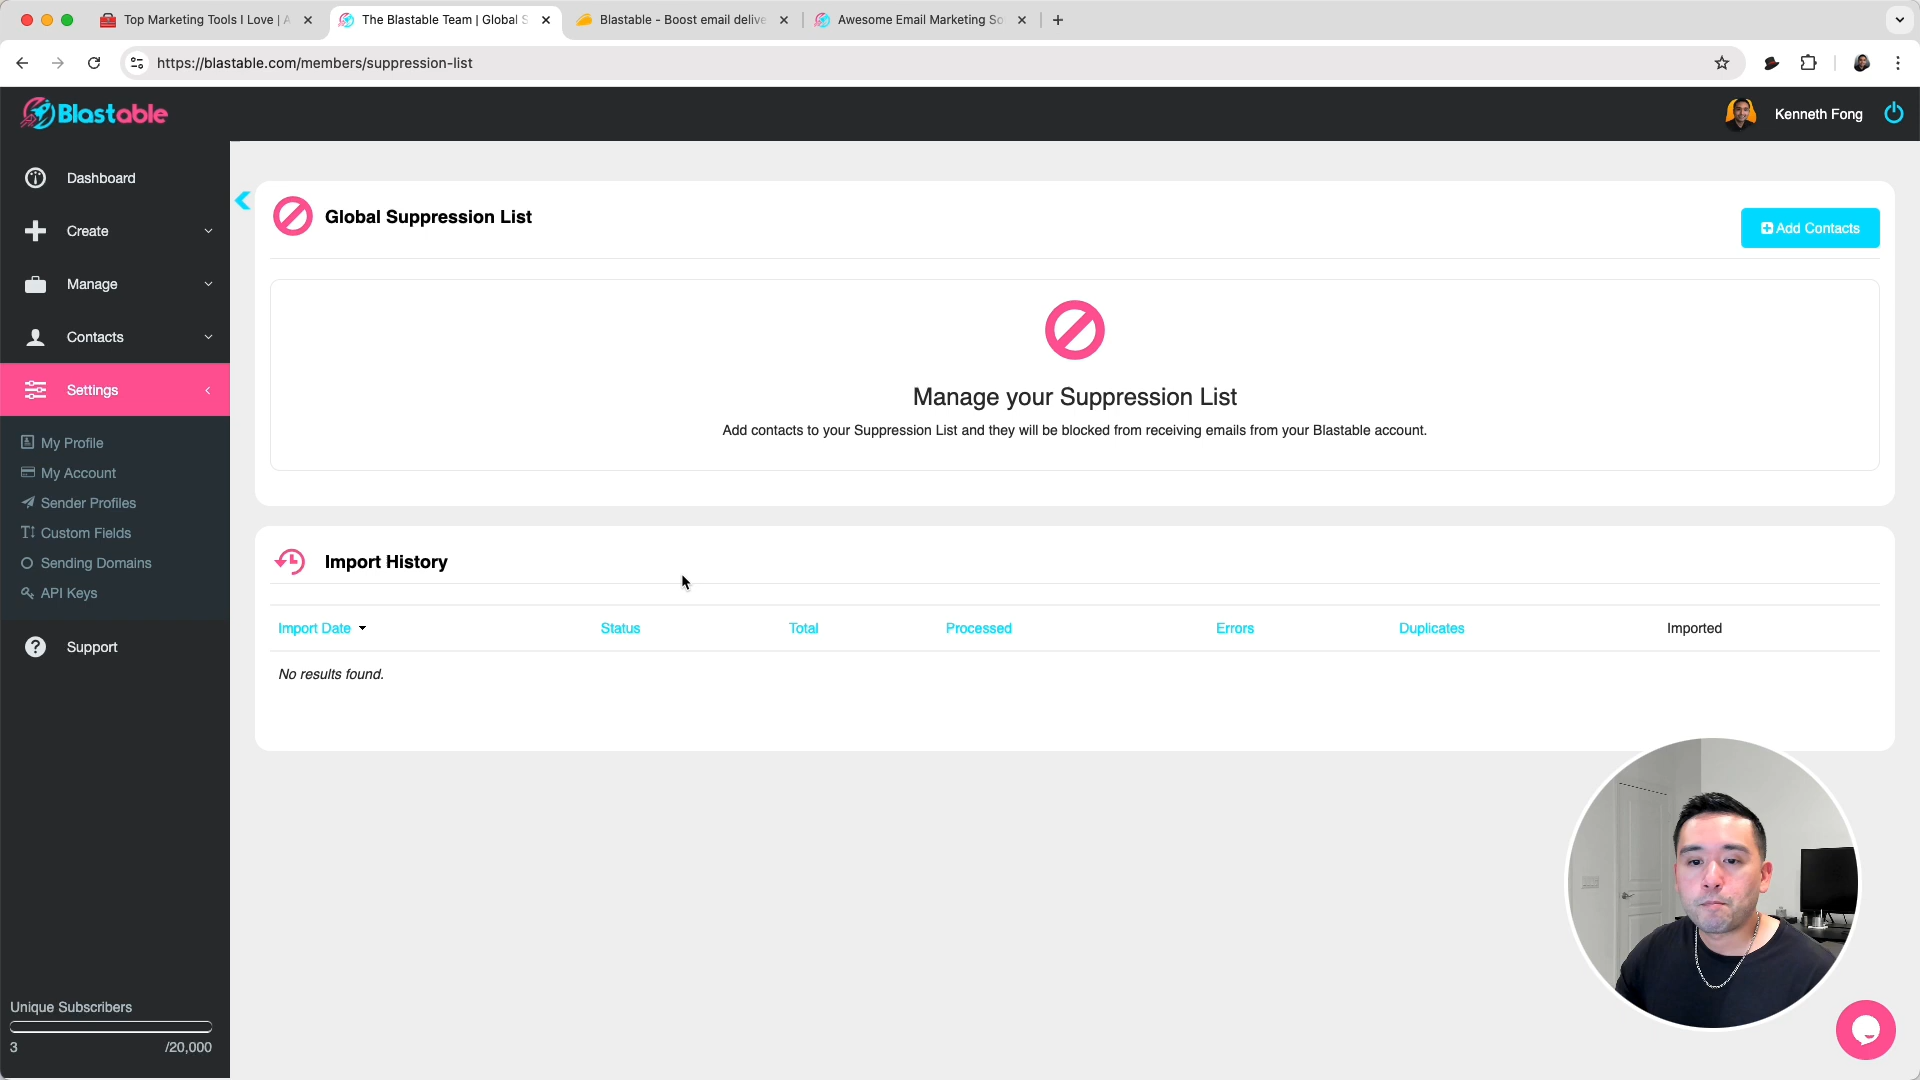 Top Marketing Tools I Love | A
The Blastable Team | Global S
Blastable - Boost email delive
Awesome Email Marketing So
https://blastable.com/members/suppression-list
Blastable
Kenneth Fong
Dashboard
Create
Manage
Contacts
Settings
My Profile
My Account
Sender Profiles
Custom Fields
Sending Domains
API Keys
Support
Unique Subscribers
3 /20,000
Global Suppression List
Add Contacts
Manage your Suppression List
Add contacts to your Suppression List and they will be blocked from receiving emails from your Blastable account.
Import History
Import Date Status Total Processed Errors Duplicates Imported
No results found.